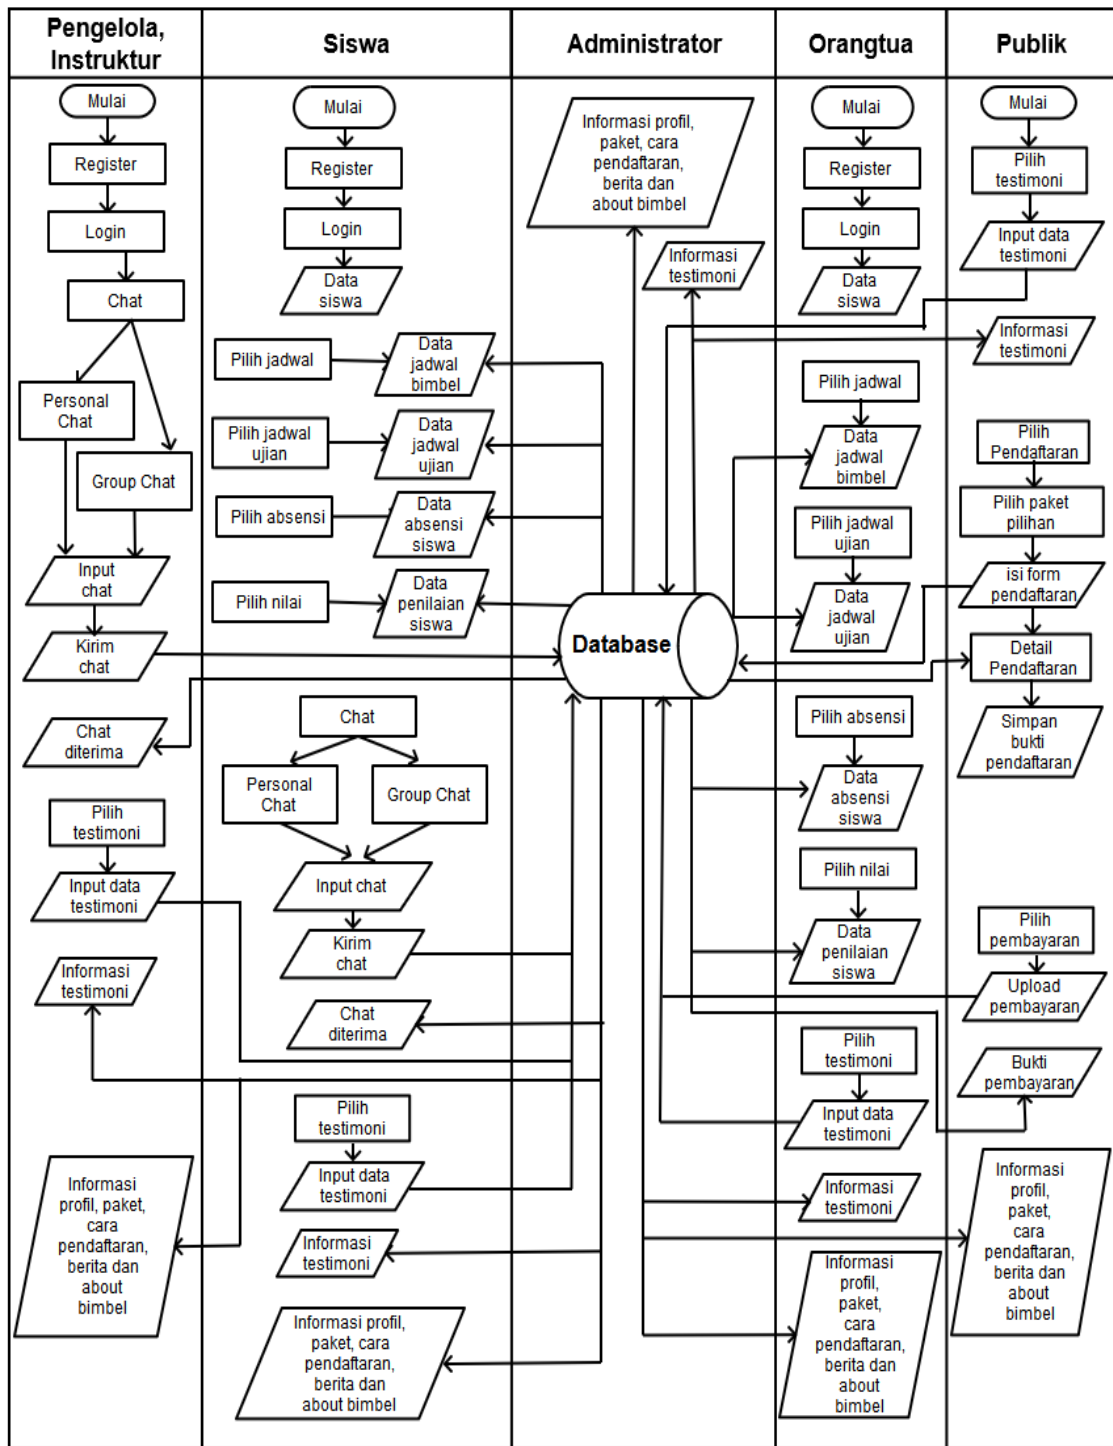 Pengelola,
Instruktur
Siswa
Administrator
Orangtua
Publik
Mulai
Register
Login
Chat
Personal
Chat
Group Chat
Input
chat
Kirim
chat
Chat
diterima
Pilih
testimoni
Input data
testimoni
Informasi
testimoni
Informasi
profil, paket,
cara
pendaftaran,
berita dan
about
bimbel
Mulai
Register
Login
Data
siswa
Pilih jadwal
Data
jadwal
bimbel
Pilih jadwal
ujian
Data
jadwal
ujian
Pilih absensi
Data
absensi
siswa
Pilih nilai
Data
penilaian
siswa
Chat
Personal
Chat
Group Chat
Input chat
Kirim
chat
Chat
diterima
Pilih
testimoni
Input data
testimoni
Informasi
testimoni
Informasi profil,
paket, cara
pendaftaran,
berita dan
about bimbel
Informasi profil,
paket, cara
pendaftaran,
berita dan
about bimbel
Informasi
testimoni
Database
Mulai
Register
Login
Data
siswa
Pilih jadwal
Data
jadwal
bimbel
Pilih jadwal
ujian
Data
jadwal
ujian
Pilih absensi
Data
absensi
siswa
Pilih nilai
Data
penilaian
siswa
Pilih
testimoni
Input data
testimoni
Informasi
testimoni
Informasi
profil,
paket,
cara
pendaftaran,
berita dan
about
bimbel
Mulai
Pilih
testimoni
Input data
testimoni
Informasi
testimoni
Pilih
Pendaftaran
Pilih paket
pilihan
isi form
pendaftaran
Detail
Pendaftaran
Simpan
bukti
pendaftaran
Pilih
pembayaran
Upload
pembayaran
Bukti
pembayaran
Informasi
profil,
paket,
cara
pendaftaran,
berita dan
about
bimbel